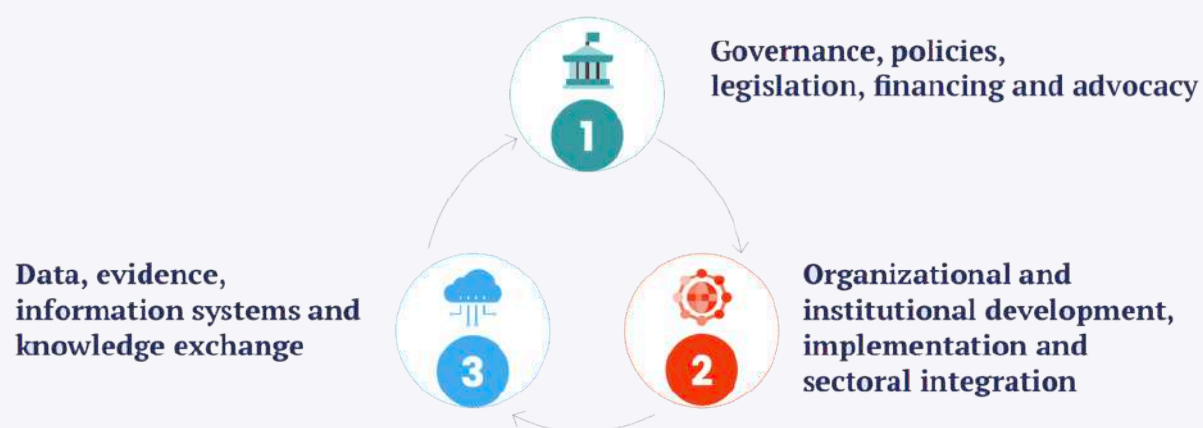 1
Governance, policies,
legislation, financing and advocacy
Data, evidence,
information systems and
knowledge exchange
3
2
Organizational and
institutional development,
implementation and
sectoral integration